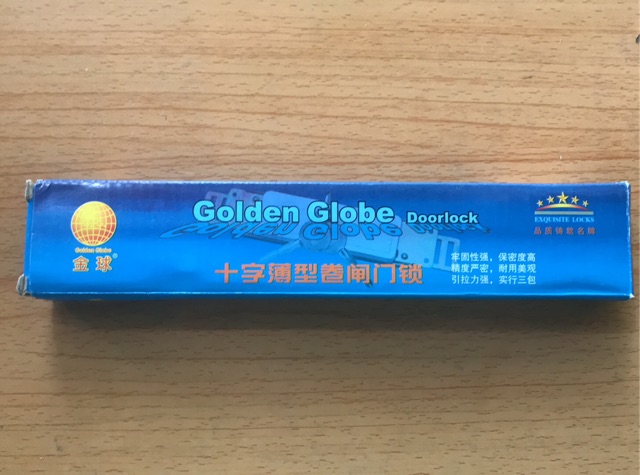 Golden Globe
金球®
Golden Globe Doorlock
十字薄型卷闸门锁
EXQUISITE LOCKS
品质铸就名牌
牢固性强，保密度高
精度严密，耐用美观
引拉力强，实行三包